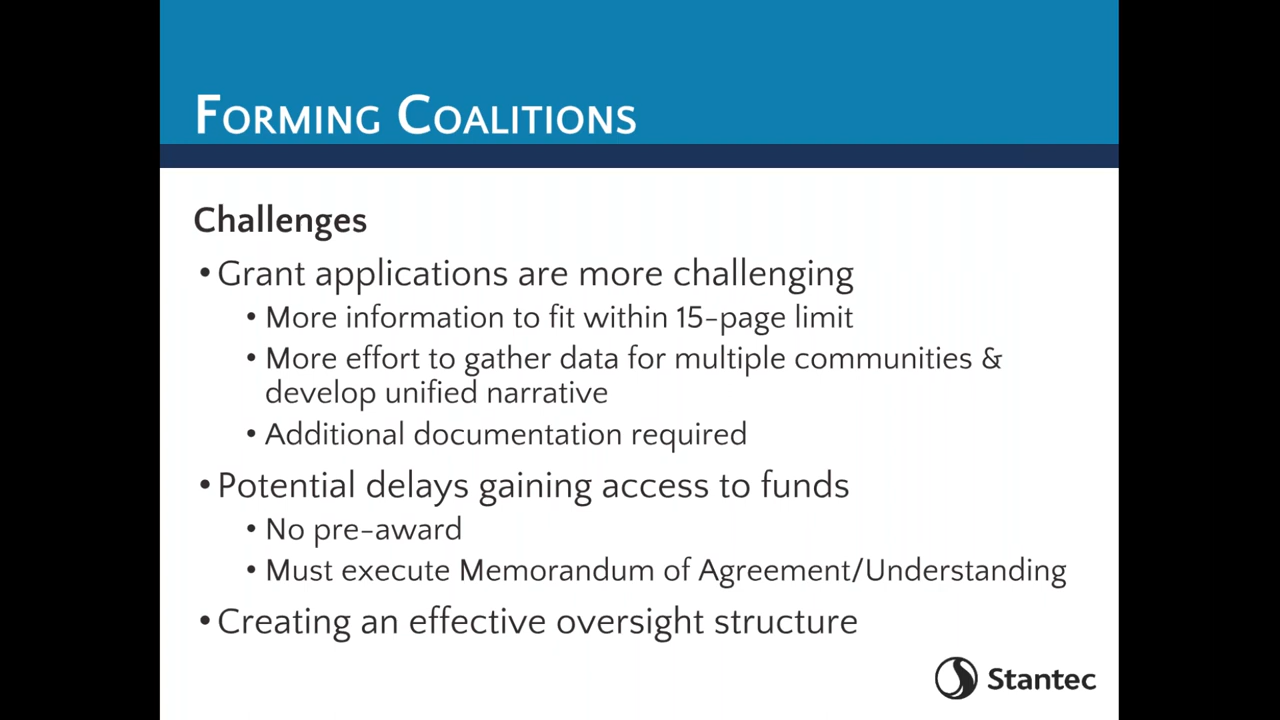 Forming Coalitions
Challenges
• Grant applications are more challenging
• More information to fit within 15-page limit
• More effort to gather data for multiple communities &
develop unified narrative
• Additional documentation required
• Potential delays gaining access to funds
• No pre-award
• Must execute Memorandum of Agreement/Understanding
• Creating an effective oversight structure
Stantec